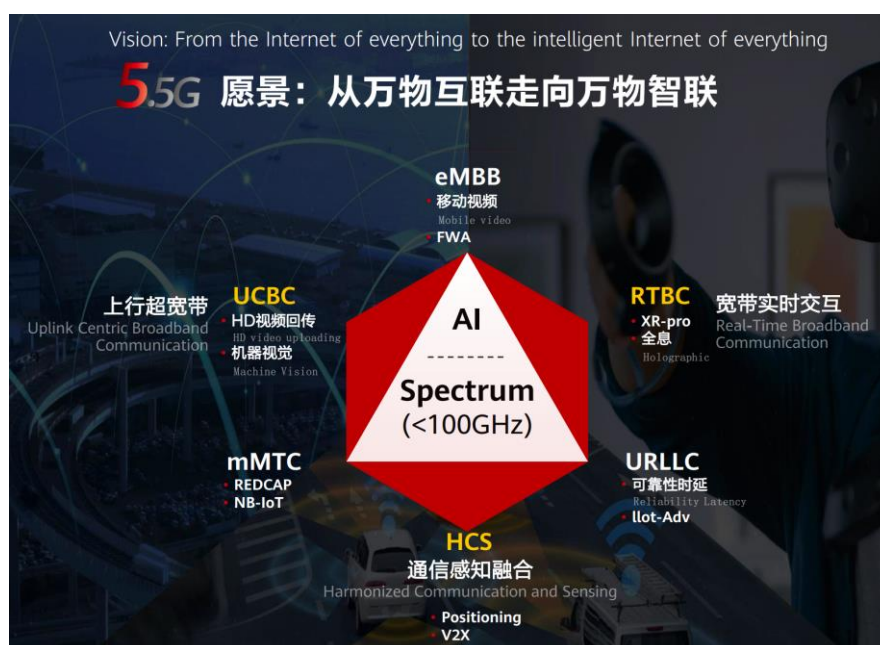 Vision: From the Internet of everything to the intelligent Internet of everything
5.5G 愿景：从万物互联走向万物智联
eMBB
• 移动视频
Mobile video
• FWA
上行超宽带
Uplink Centric Broadband
Communication
UCBC
• HD视频回传
HD video uploading
• 机器视觉
Machine Vision
AI
--------
Spectrum
(<100GHz)
RTBC
• XR-pro
• 全息
Holographic
宽带实时交互
Real-Time Broadband
Communication
mMTC
• REDCAP
• NB-IoT
URLLC
• 可靠性时延
Reliability Latency
• llot-Adv
HCS
通信感知融合
Harmonized Communication and Sensing
• Positioning
• V2X